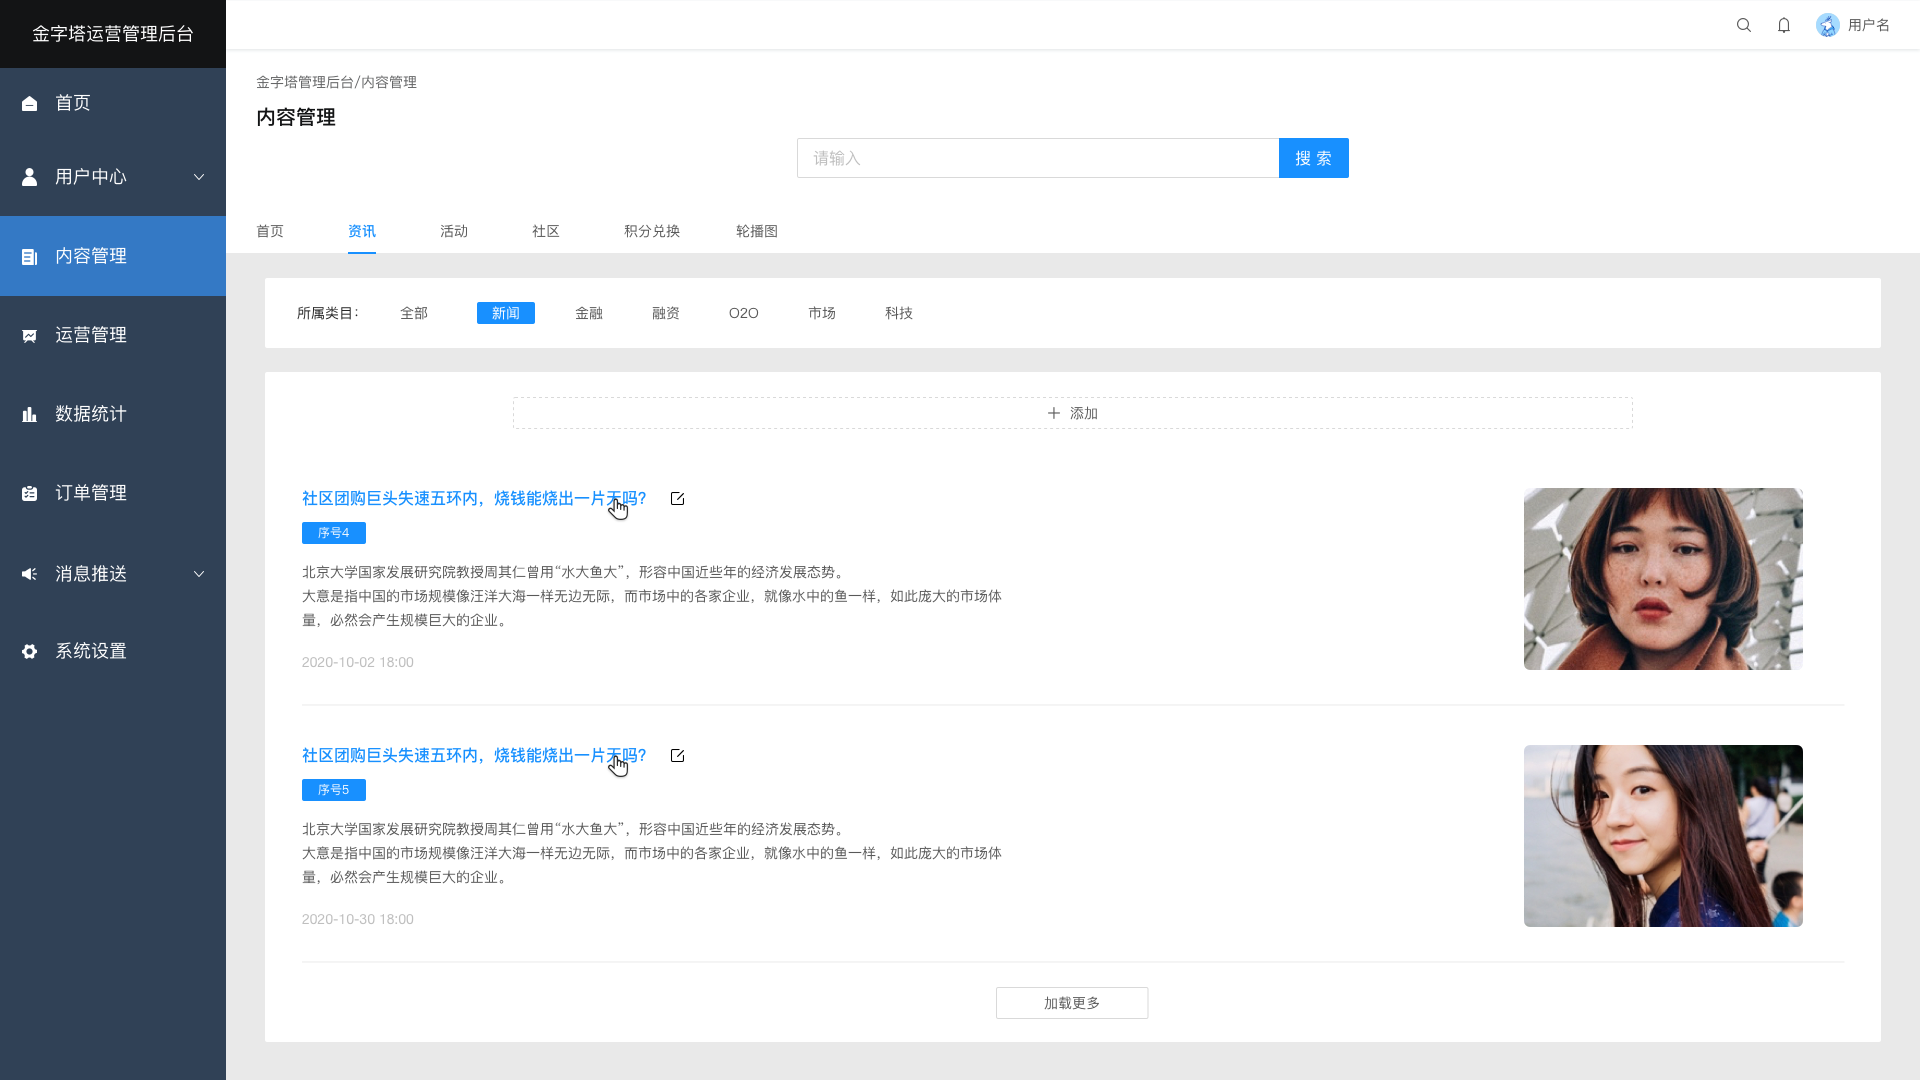 金字塔运营管理后台
用户名
首页
用户中心
内容管理
运营管理
数据统计
订单管理
消息推送
系统设置
金字塔管理后台/内容管理
内容管理
请输入
搜 索
首页 资讯 活动 社区 积分兑换 轮播图
所属类目： 全部 新闻 金融 融资 O2O 市场 科技
添加
社区团购巨头失速五环内，烧钱能烧出一片天吗？
序号4
北京大学国家发展研究院教授周其仁曾用“水大鱼大”，形容中国近些年的经济发展态势。
大意是指中国的市场规模像汪洋大海一样无边无际，而市场中的各家企业，就像水中的鱼一样，如此庞大的市场体
量，必然会产生规模巨大的企业。
2020-10-02 18:00
社区团购巨头失速五环内，烧钱能烧出一片天吗？
序号5
北京大学国家发展研究院教授周其仁曾用“水大鱼大”，形容中国近些年的经济发展态势。
大意是指中国的市场规模像汪洋大海一样无边无际，而市场中的各家企业，就像水中的鱼一样，如此庞大的市场体
量，必然会产生规模巨大的企业。
2020-10-30 18:00
加载更多